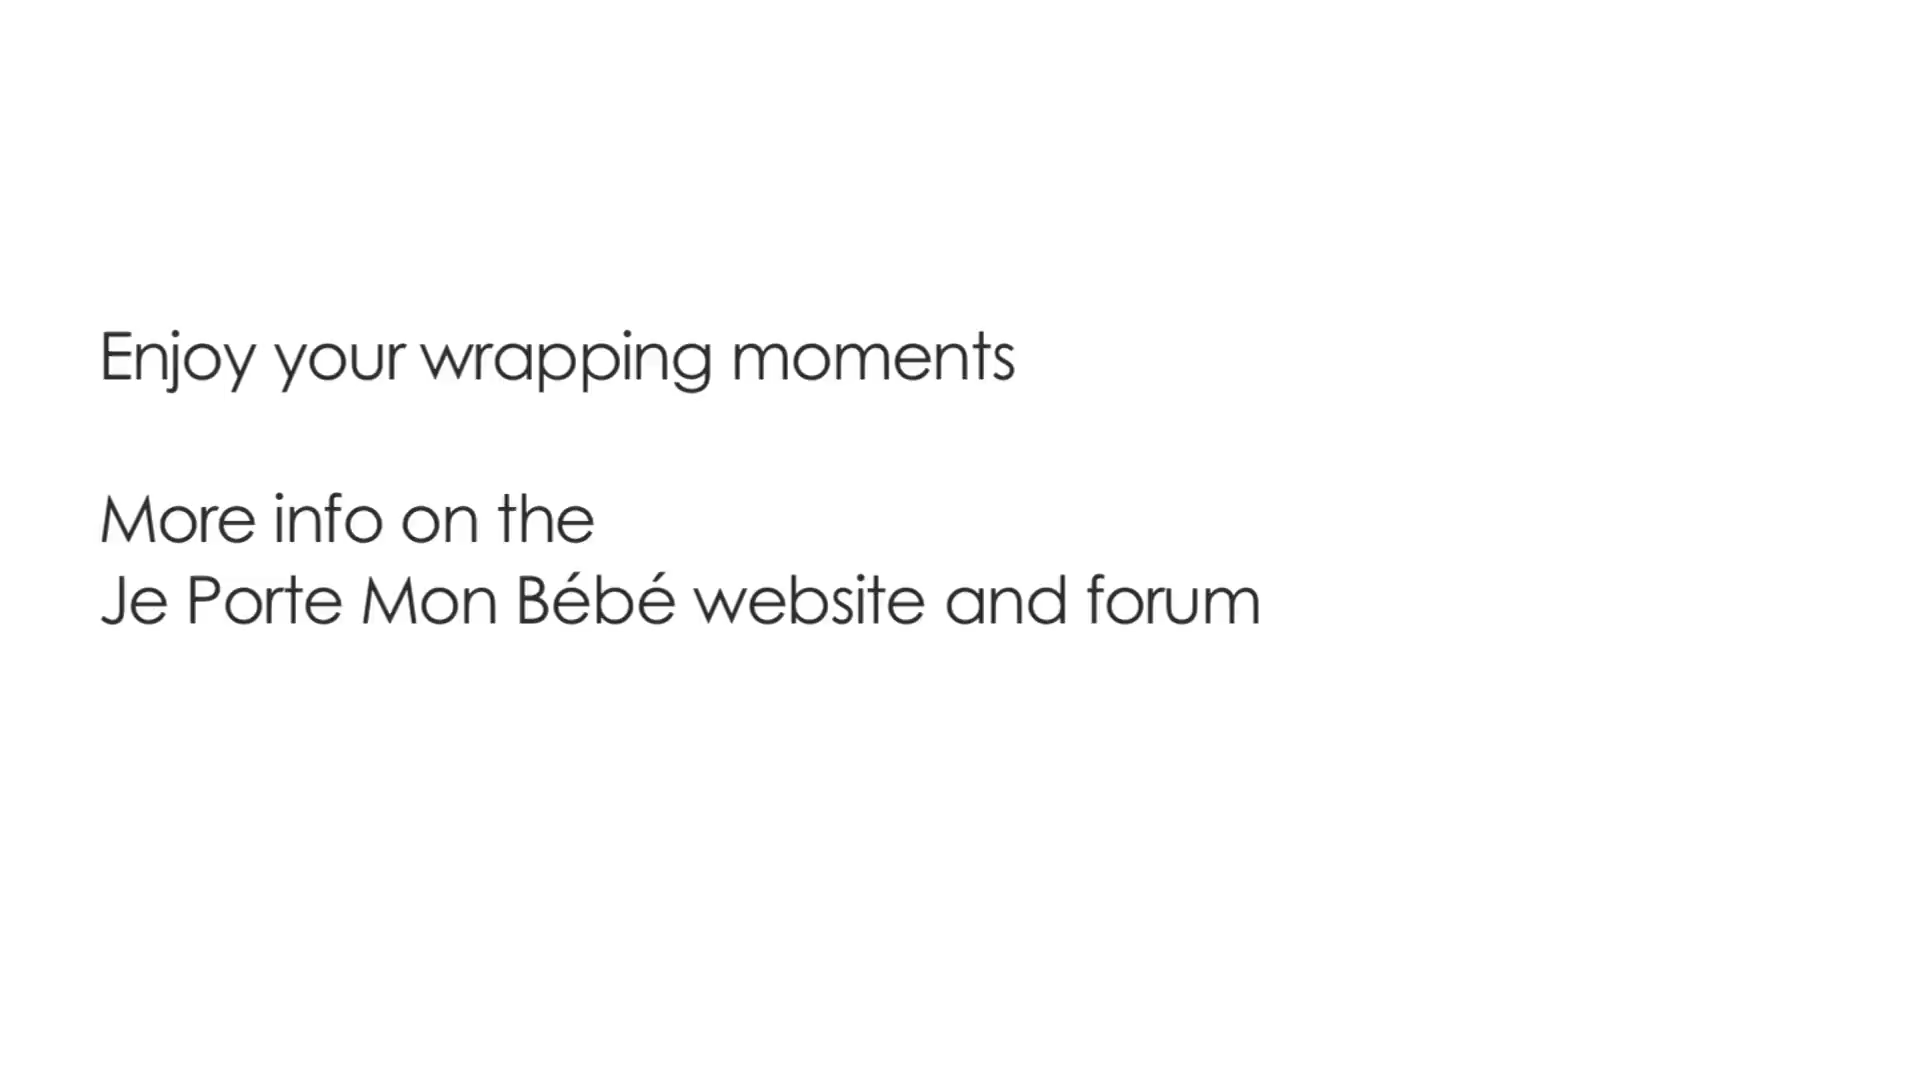 Enjoy your wrapping moments
More info on the
Je Porte Mon Bébé website and forum